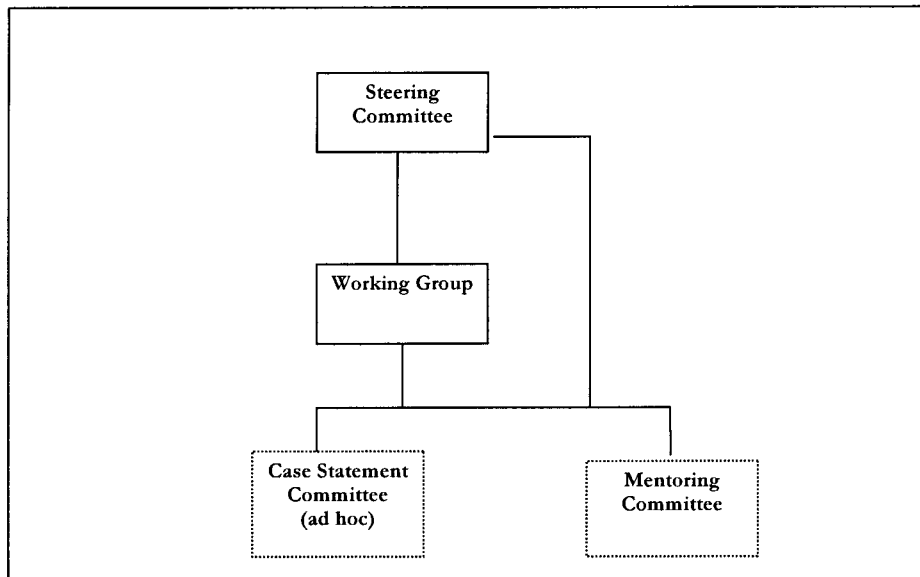 Steering
Committee
Working Group
Case Statement
Committee
(ad hoc)
Mentoring
Committee